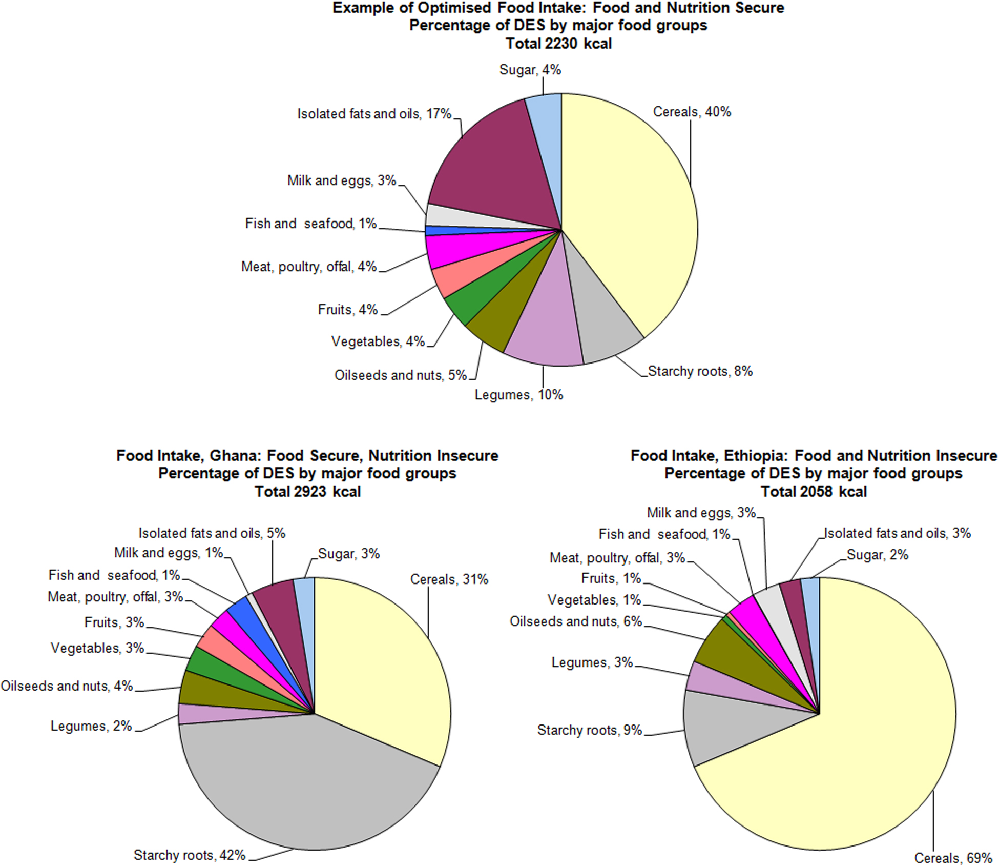 Example of Optimised Food Intake: Food and Nutrition Secure
Percentage of DES by major food groups
Total 2230 kcal
Sugar, 4%
Isolated fats and oils, 17%
Cereals, 40%
Milk and eggs, 3%
Fish and seafood, 1%
Meat, poultry, offal, 4%
Fruits, 4%
Vegetables, 4%
Oilseeds and nuts, 5%
Legumes, 10%
Starchy roots, 8%
Food Intake, Ghana: Food Secure, Nutrition Insecure
Percentage of DES by major food groups
Total 2923 kcal
Isolated fats and oils, 5%
Milk and eggs, 1%
Sugar, 3%
Fish and seafood, 1%
Cereals, 31%
Meat, poultry, offal, 3%
Fruits, 3%
Vegetables, 3%
Oilseeds and nuts, 4%
Legumes, 2%
Starchy roots, 42%
Food Intake, Ethiopia: Food and Nutrition Insecure
Percentage of DES by major food groups
Total 2058 kcal
Milk and eggs, 3%
Fish and seafood, 1%
Isolated fats and oils, 3%
Meat, poultry, offal, 3%
Sugar, 2%
Fruits, 1%
Vegetables, 1%
Oilseeds and nuts, 6%
Legumes, 3%
Starchy roots, 9%
Cereals, 69%